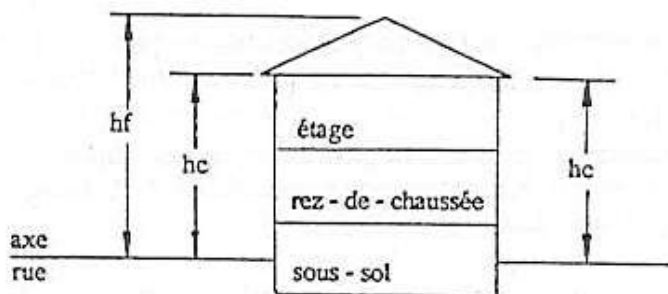 étage
hf
hc
hc
rez - de - chaussée
axe
rue
sous - sol